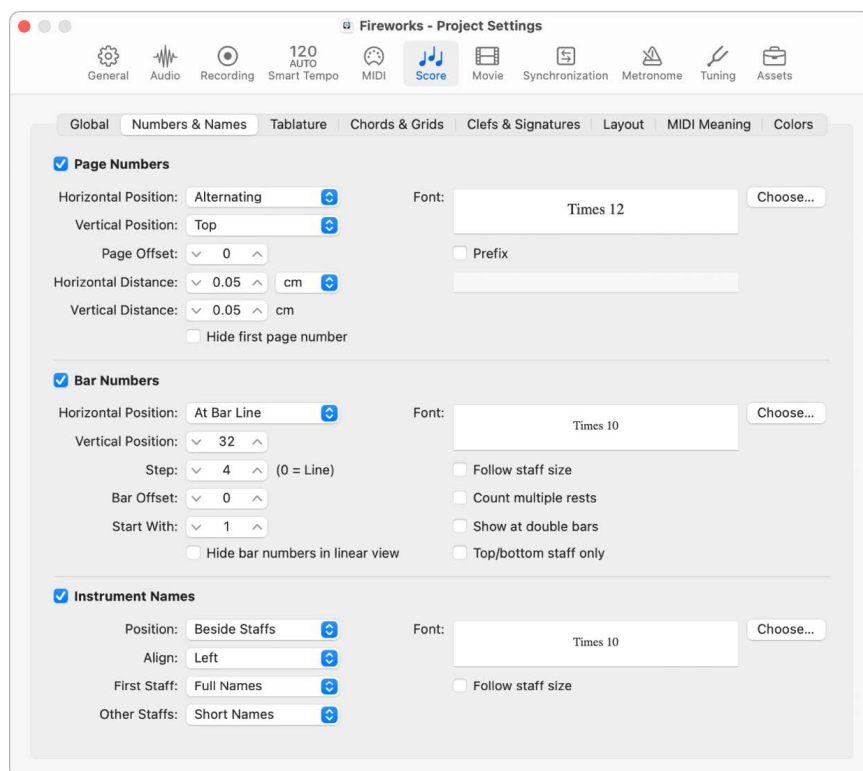 Fireworks - Project Settings
General Audio Recording 120 AUTO Smart Tempo MIDI Score Movie Synchronization Metronome Tuning Assets
Global Numbers & Names Tablature Chords & Grids Clefs & Signatures Layout MIDI Meaning Colors
Page Numbers
Horizontal Position: Alternating Font: Times 12 Choose...
Vertical Position: Top
Page Offset: 0 Prefix
Horizontal Distance: 0.05 cm
Vertical Distance: 0.05 cm
Hide first page number
Bar Numbers
Horizontal Position: At Bar Line Font: Times 10 Choose...
Vertical Position: 32
Step: 4 (0 = Line) Follow staff size
Bar Offset: 0 Count multiple rests
Start With: 1 Show at double bars
Hide bar numbers in linear view Top/bottom staff only
Instrument Names
Position: Beside Staffs Font: Times 10 Choose...
Align: Left
First Staff: Full Names Follow staff size
Other Staffs: Short Names